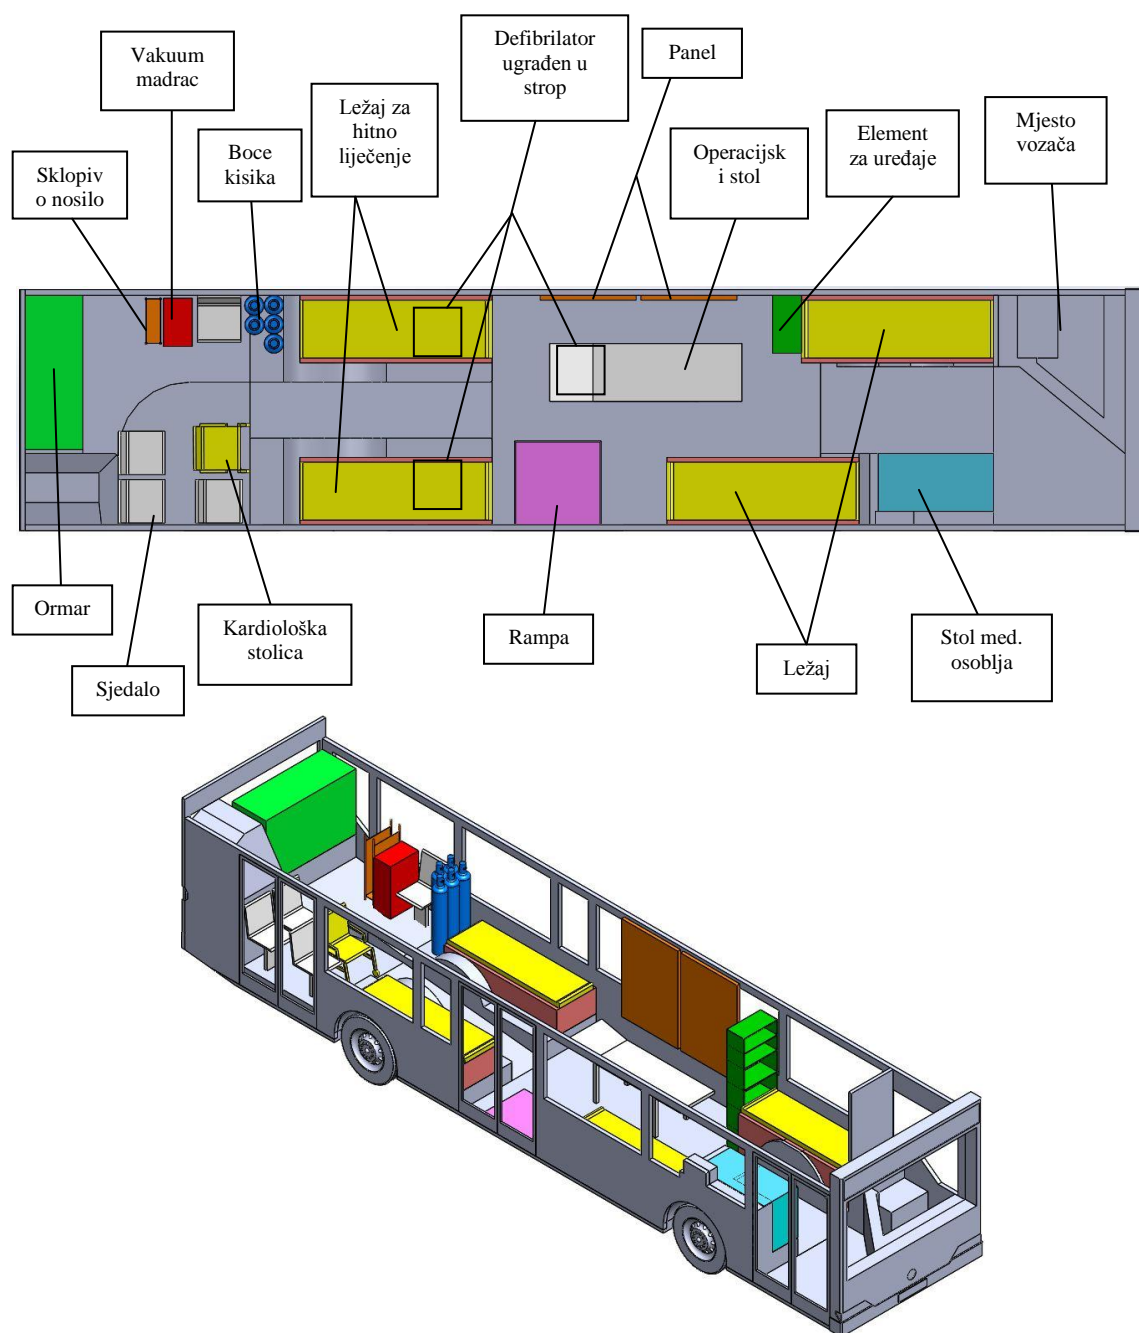 Vakuum
madrac
Defibrilator
ugrađen u
strop
Panel
Ležaj za
hitno
liječenje
Boce
kisika
Operacijsk
i stol
Element
za uređaje
Mjesto
vozača
Sklopiv
o nosilo
Ormar
Sjedalo
Kardiološka
stolica
Rampa
Ležaj
Stol med.
osoblja